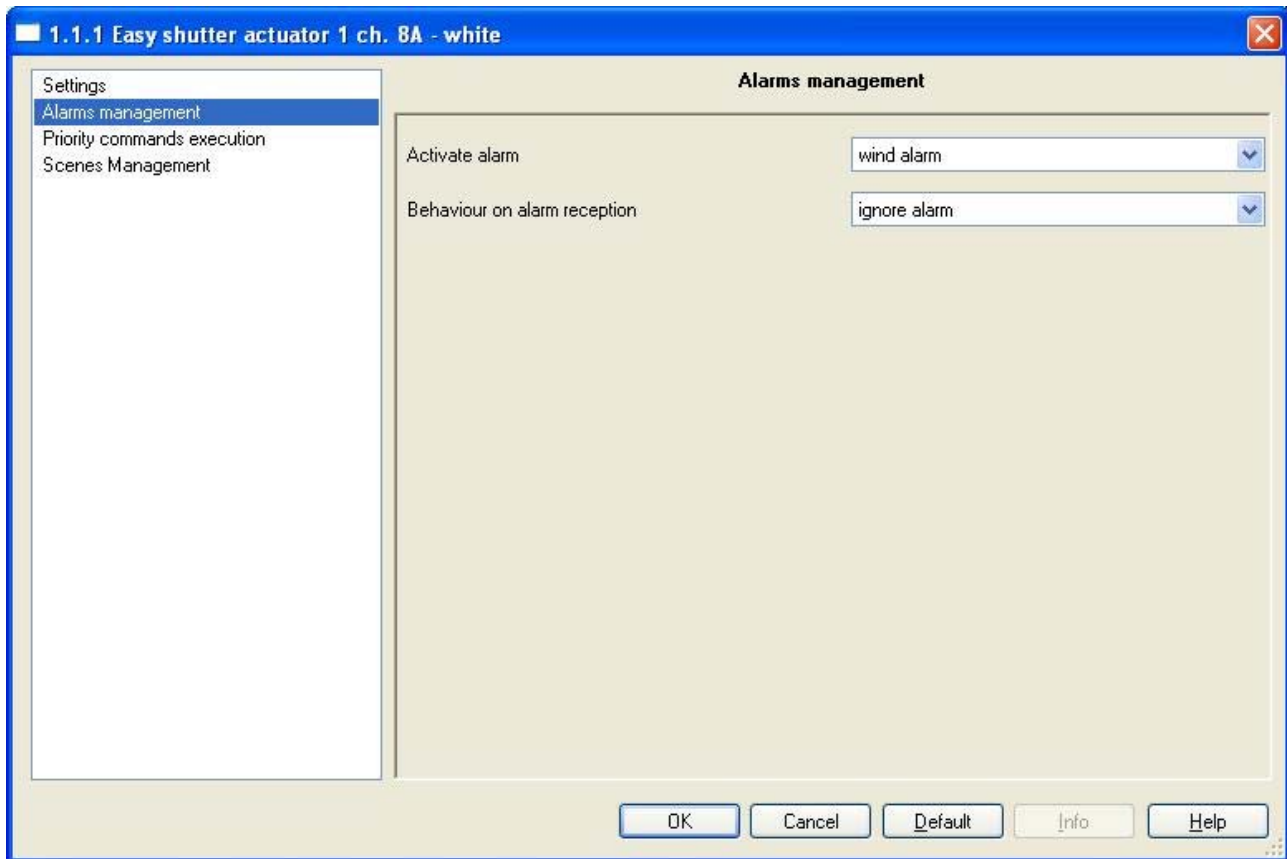 1.1.1 Easy shutter actuator 1 ch. 8A - white
Settings
Alarms management
Priority commands execution
Scenes Management
Alarms management
Activate alarm
wind alarm
Behaviour on alarm reception
ignore alarm
OK Cancel Default Info Help